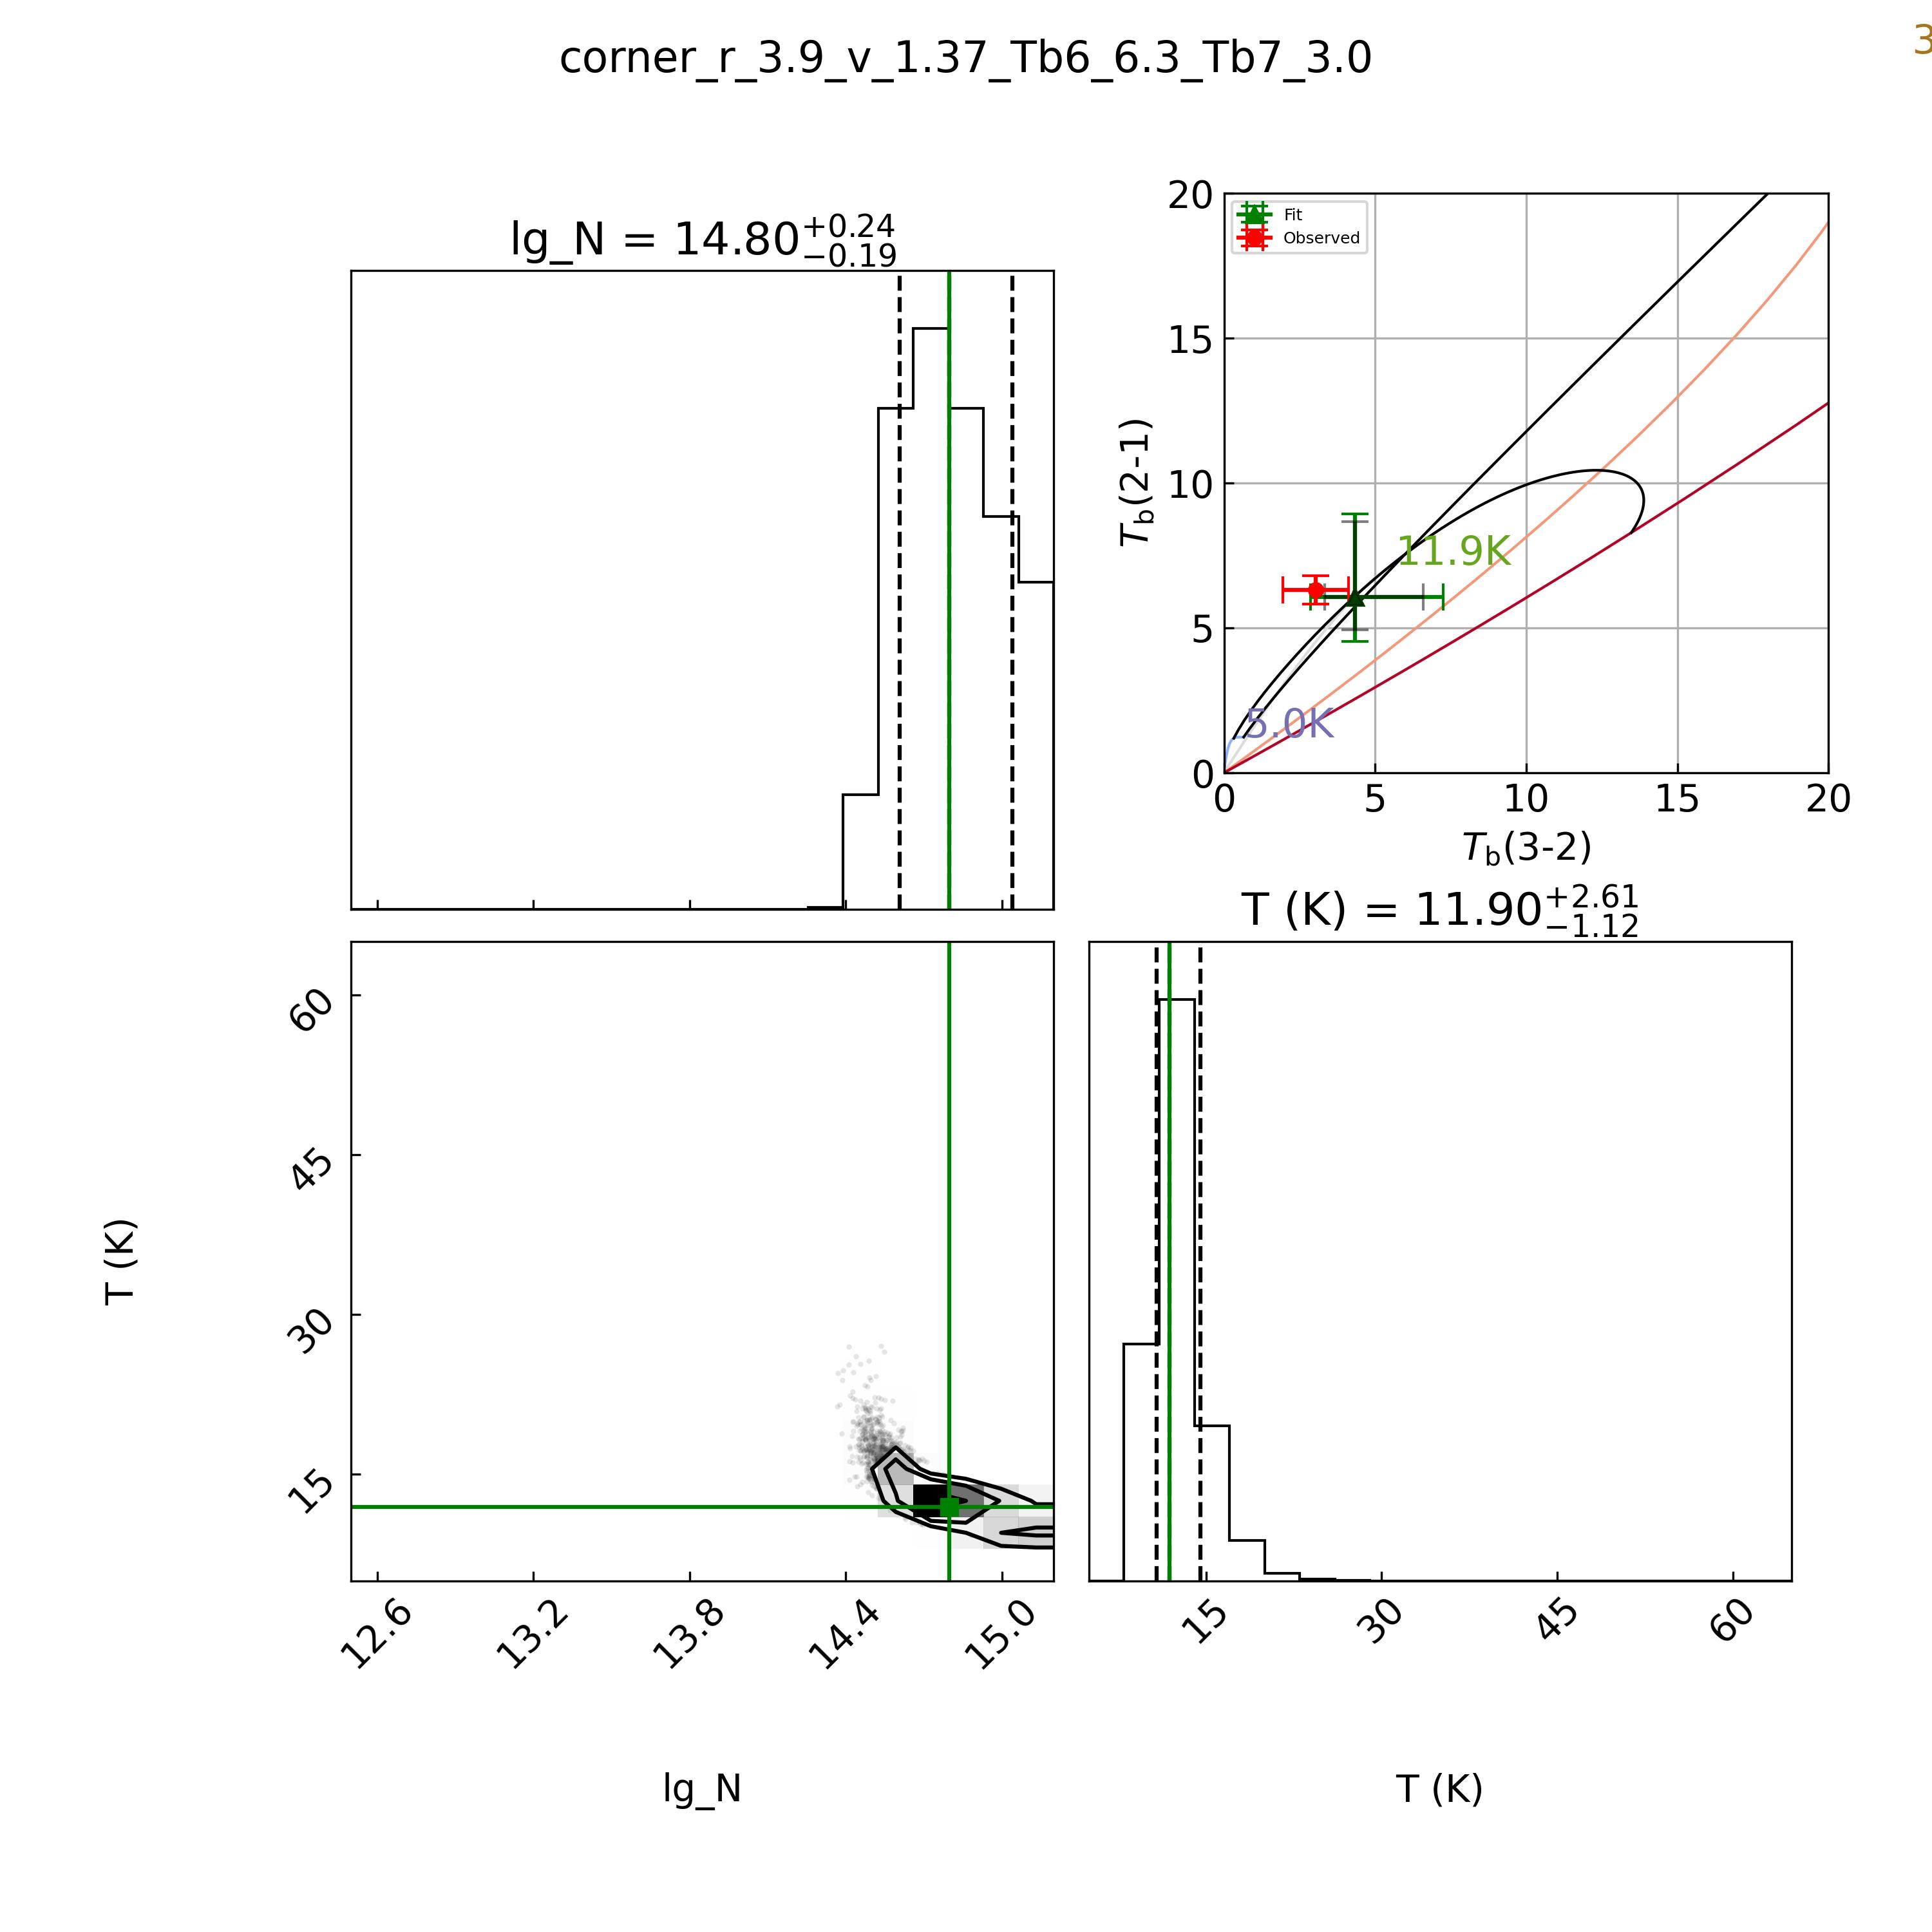 corner_r_3.9_v_1.37_Tb6_6.3_Tb7_3.0
3
lg_N = 14.80+0.24−0.19
20
15
10
5
0
Tb(2-1)
Fit
Observed
11.9K
5.0K
0 5 10 15 20
Tb(3-2)
T (K) = 11.90+2.61−1.12
60
45
30
15
T (K)
12.6 13.2 13.8 14.4 15.0
lg_N
15 30 45 60
T (K)